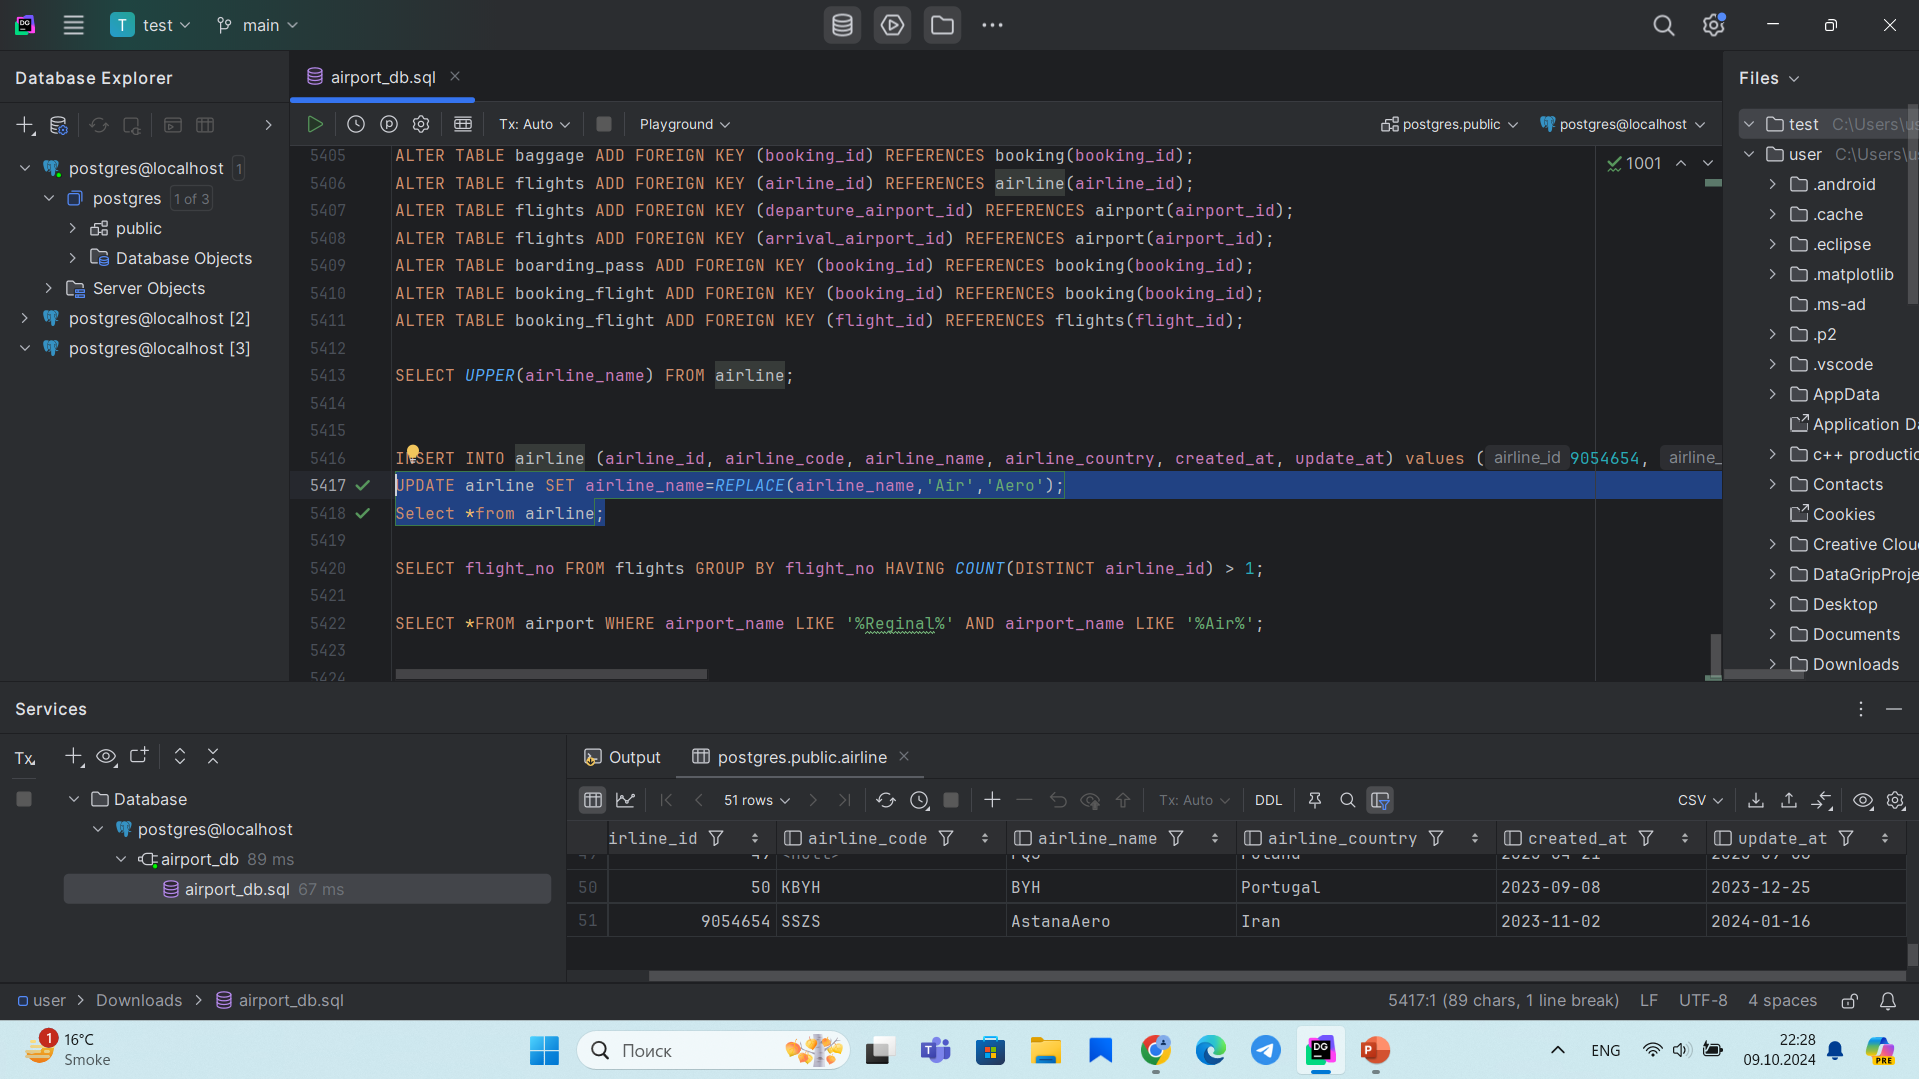 test
main
Database Explorer
postgres@localhost 1
postgres 1 of 3
public
Database Objects
Server Objects
postgres@localhost [2]
postgres@localhost [3]
airport_db.sql
Tx: Auto
Playground
postgres.public
postgres@localhost
1001
5405 ALTER TABLE baggage ADD FOREIGN KEY (booking_id) REFERENCES booking(booking_id);
5406 ALTER TABLE flights ADD FOREIGN KEY (airline_id) REFERENCES airline(airline_id);
5407 ALTER TABLE flights ADD FOREIGN KEY (departure_airport_id) REFERENCES airport(airport_id);
5408 ALTER TABLE flights ADD FOREIGN KEY (arrival_airport_id) REFERENCES airport(airport_id);
5409 ALTER TABLE boarding_pass ADD FOREIGN KEY (booking_id) REFERENCES booking(booking_id);
5410 ALTER TABLE booking_flight ADD FOREIGN KEY (booking_id) REFERENCES booking(booking_id);
5411 ALTER TABLE booking_flight ADD FOREIGN KEY (flight_id) REFERENCES flights(flight_id);
5412
5413 SELECT UPPER(airline_name) FROM airline;
5414
5415
5416 INSERT INTO airline (airline_id, airline_code, airline_name, airline_country, created_at, update_at) values ( airline_id 9054654, airline_
5417 UPDATE airline SET airline_name=REPLACE(airline_name,'Air','Aero');
5418 Select *from airline;
5419
5420 SELECT flight_no FROM flights GROUP BY flight_no HAVING COUNT(DISTINCT airline_id) > 1;
5421
5422 SELECT *FROM airport WHERE airport_name LIKE '%Reginal%' AND airport_name LIKE '%Air%';
5423
5424
Files
test C:\Users\us
user C:\Users\us
.android
.cache
.eclipse
.matplotlib
.ms-ad
.p2
.vscode
AppData
Application Da
c++ productio
Contacts
Cookies
Creative Clou
DataGripProje
Desktop
Documents
Downloads
Services
Tx
Database
postgres@localhost
airport_db 89 ms
airport_db.sql 67 ms
Output
postgres.public.airline
51 rows
Tx: Auto
DDL
CSV
irline_id airline_code airline_name airline_country created_at update_at
50 50 KBYH BYH Portugal 2023-09-08 2023-12-25
51 9054654 SSZS AstanaAero Iran 2023-11-02 2024-01-16
user > Downloads > airport_db.sql
5417:1 (89 chars, 1 line break) LF UTF-8 4 spaces
1
16°C
Smoke
Поиск
ENG
22:28
09.10.2024